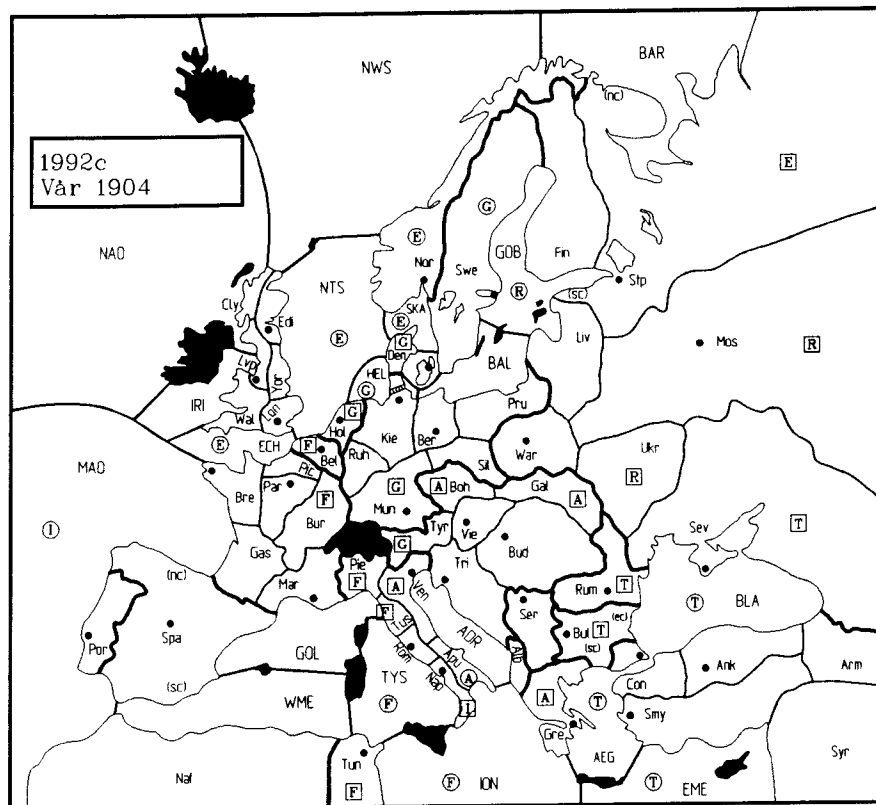 NWS
BAR
(nc)
E
1992c
Vår 1904
NAO
Cly
Edi
NTS
E
E
Nor
SKA
E
G
Den
G
Swe
GOB
Fin
R
(sc)
Stp
Liv
Mos
R
BAL
Lvp
Yor
IRI
Wal
Lon
E
ECH
HEL
G
G
Hol
Kie
Ber
Pru
War
Ukr
R
F
Bel
Pic
Ruh
Sil
MAO
Bre
Par
F
Bur
G
Mun
A
Boh
Gal
A
Sev
T
I
Gas
G
Tyr
Vie
Bud
(nc)
Mar
Pie
F
A
Ven
Tri
Rum
T
T
BLA
Por
Spa
GOL
F
Tus
Rom
ADR
Ser
Bul
T
(ec)
(sc)
Alb
Ank
Arm
(sc)
WME
TYS
F
Nap
Apu
A
I
A
Gre
T
AEG
Con
Smy
Naf
Tun
F
F
ION
T
EME
Syr